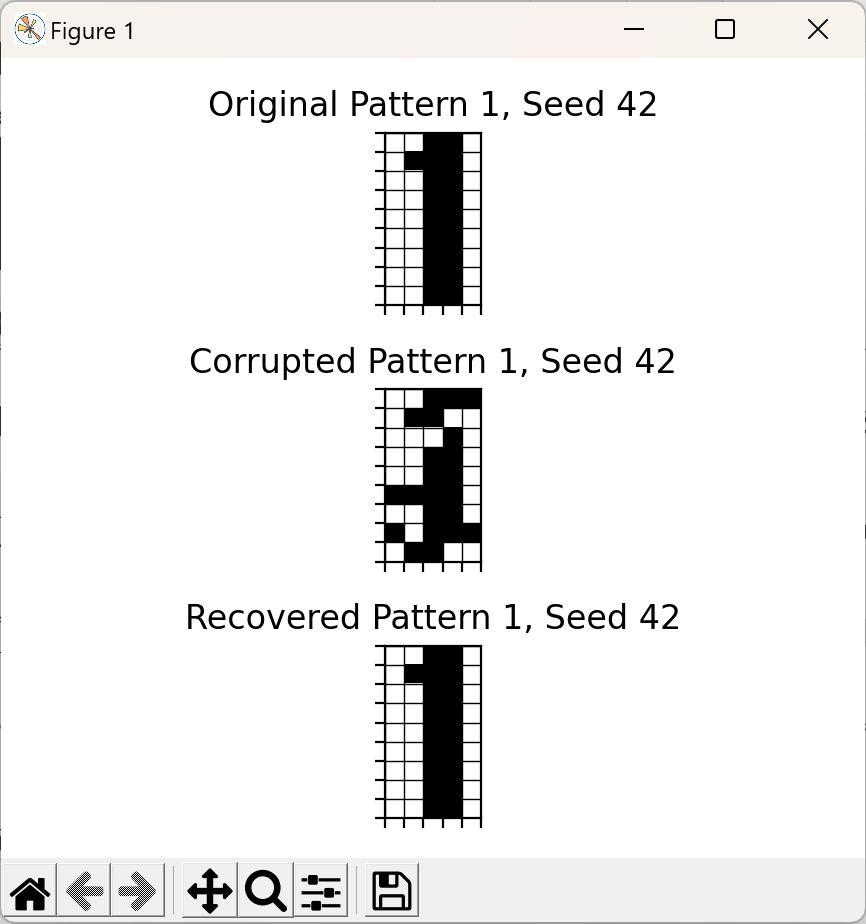 Figure 1
Original Pattern 1, Seed 42
Corrupted Pattern 1, Seed 42
Recovered Pattern 1, Seed 42